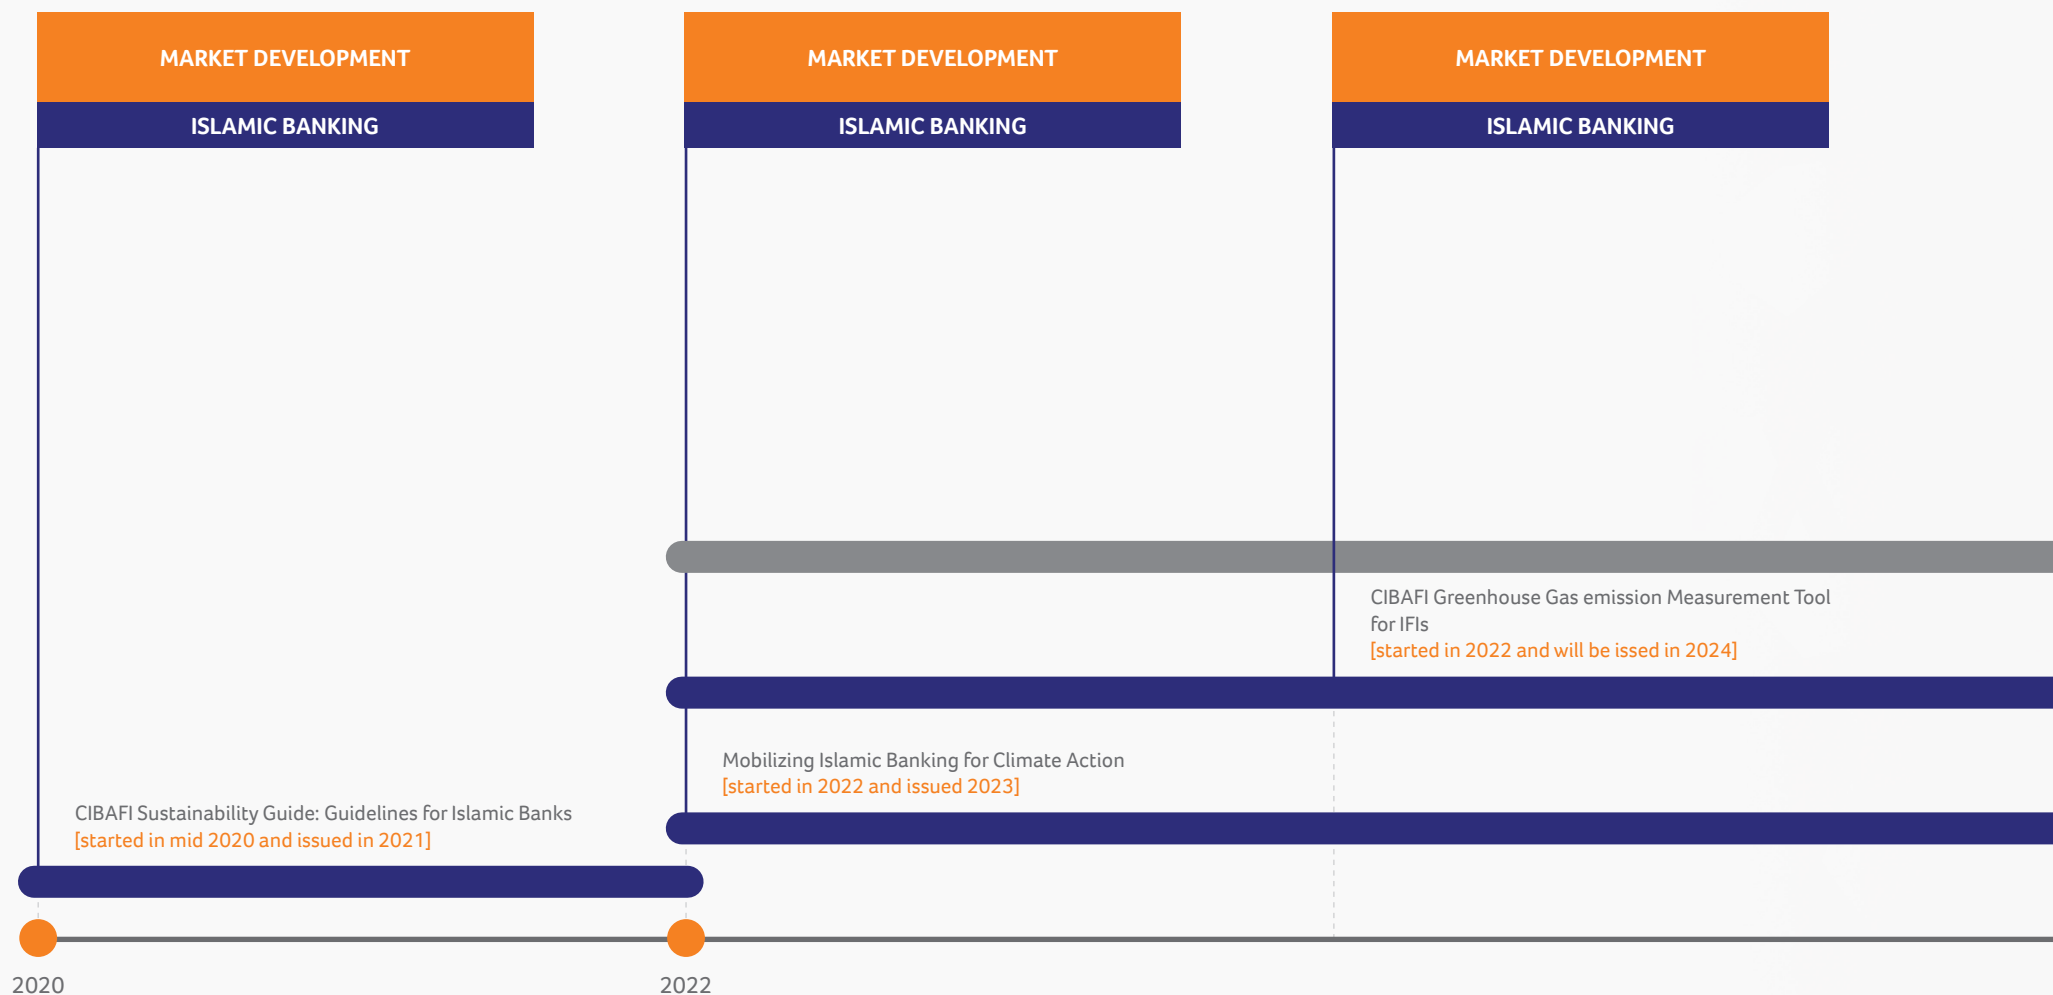 MARKET DEVELOPMENT
ISLAMIC BANKING
MARKET DEVELOPMENT
ISLAMIC BANKING
MARKET DEVELOPMENT
ISLAMIC BANKING
CIBAFI Greenhouse Gas emission Measurement Tool
for IFIs
[started in 2022 and will be issed in 2024]
Mobilizing Islamic Banking for Climate Action
[started in 2022 and issued 2023]
CIBAFI Sustainability Guide: Guidelines for Islamic Banks
[started in mid 2020 and issued in 2021]
2020
2022